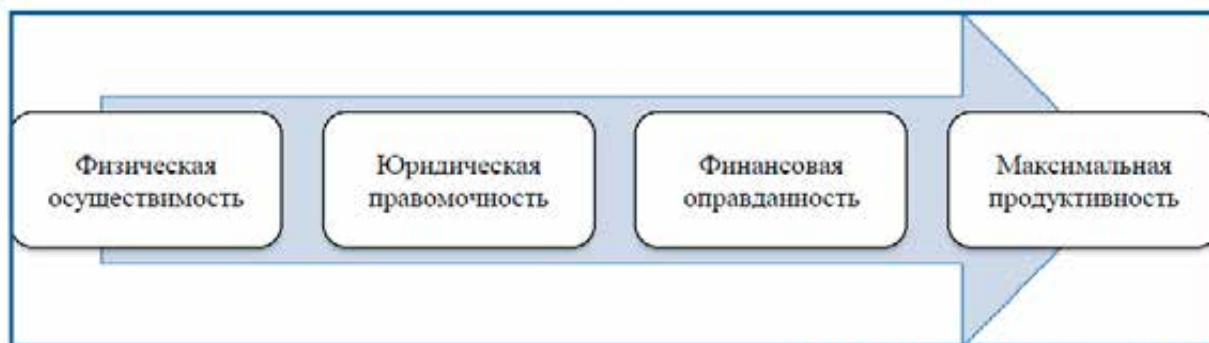 Физическая
осуществимость
Юридическая
правомочность
Финансовая
оправданность
Максимальная
продуктивность